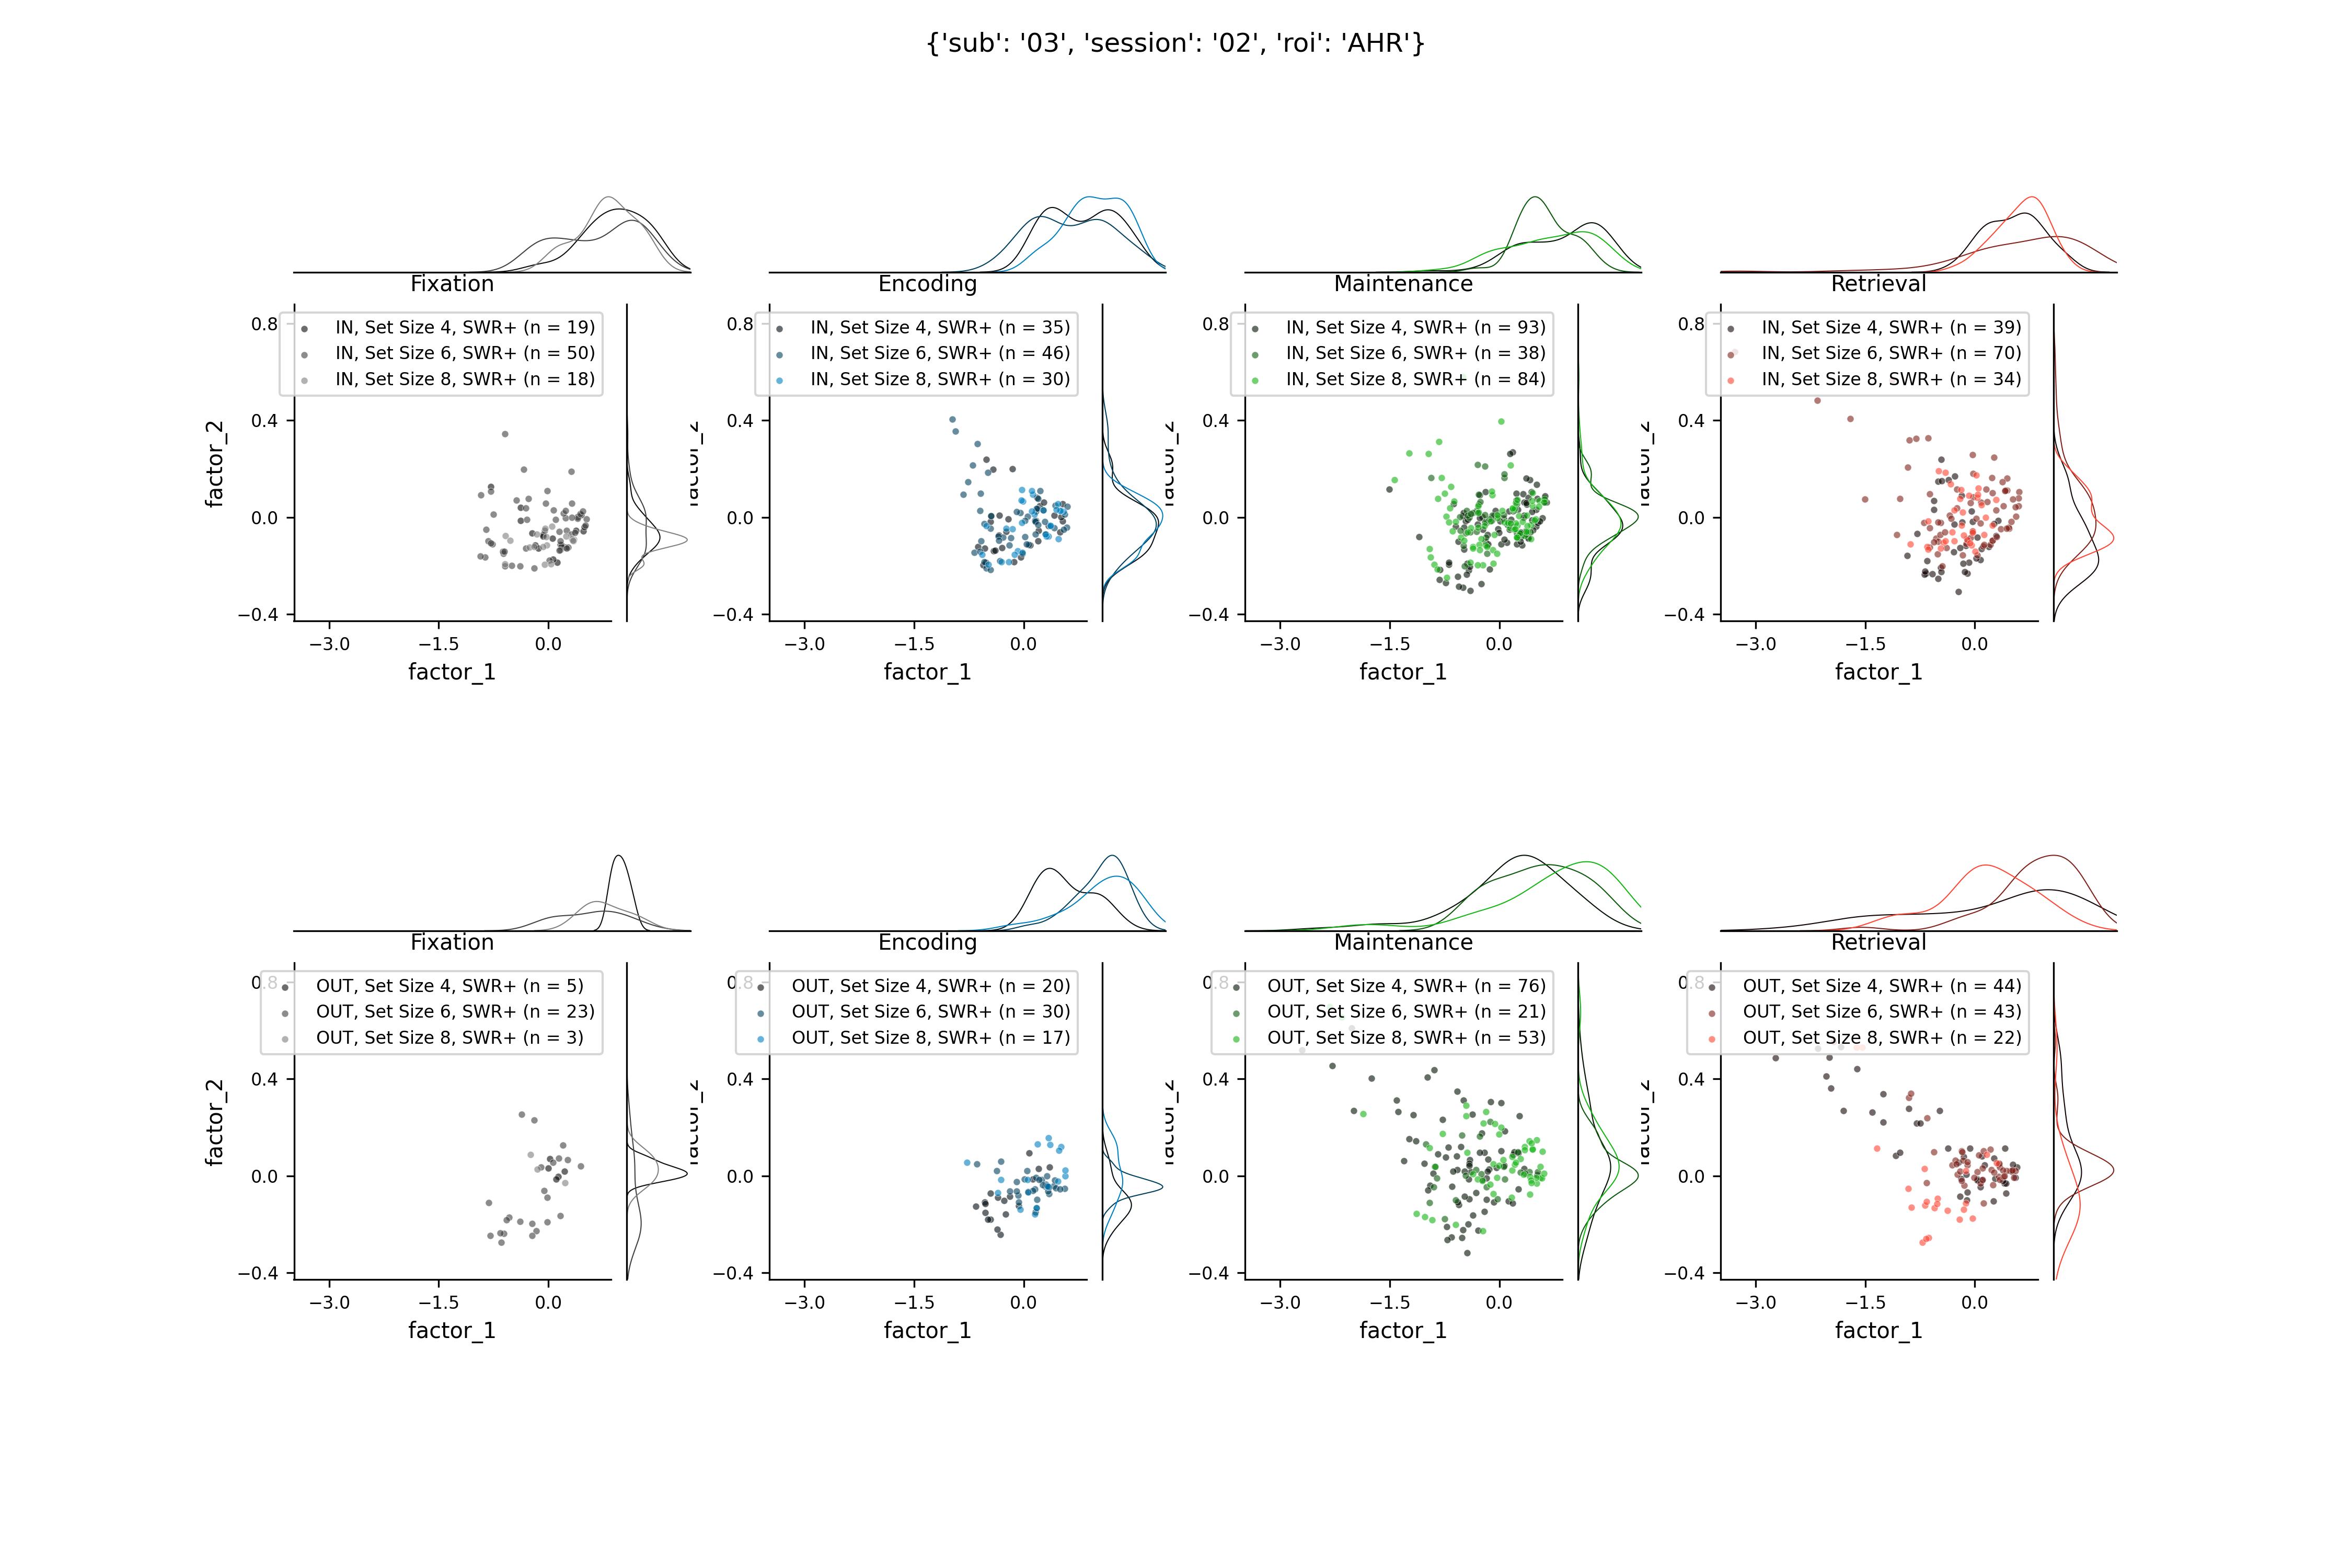 {'sub': '03', 'session': '02', 'roi': 'AHR'}
Fixation
IN, Set Size 4, SWR+ (n = 19)
IN, Set Size 6, SWR+ (n = 50)
IN, Set Size 8, SWR+ (n = 18)
0.8
0.4
0.0
−0.4
factor_2
−3.0 −1.5 0.0
factor_1
Encoding
IN, Set Size 4, SWR+ (n = 35)
IN, Set Size 6, SWR+ (n = 46)
IN, Set Size 8, SWR+ (n = 30)
0.8
0.4
0.0
−0.4
factor_2
−3.0 −1.5 0.0
factor_1
Maintenance
IN, Set Size 4, SWR+ (n = 93)
IN, Set Size 6, SWR+ (n = 38)
IN, Set Size 8, SWR+ (n = 84)
0.8
0.4
0.0
−0.4
factor_2
−3.0 −1.5 0.0
factor_1
Retrieval
IN, Set Size 4, SWR+ (n = 39)
IN, Set Size 6, SWR+ (n = 70)
IN, Set Size 8, SWR+ (n = 34)
0.8
0.4
0.0
−0.4
factor_2
−3.0 −1.5 0.0
factor_1
Fixation
OUT, Set Size 4, SWR+ (n = 5)
OUT, Set Size 6, SWR+ (n = 23)
OUT, Set Size 8, SWR+ (n = 3)
0.8
0.4
0.0
−0.4
factor_2
−3.0 −1.5 0.0
factor_1
Encoding
OUT, Set Size 4, SWR+ (n = 20)
OUT, Set Size 6, SWR+ (n = 30)
OUT, Set Size 8, SWR+ (n = 17)
0.8
0.4
0.0
−0.4
factor_2
−3.0 −1.5 0.0
factor_1
Maintenance
OUT, Set Size 4, SWR+ (n = 76)
OUT, Set Size 6, SWR+ (n = 21)
OUT, Set Size 8, SWR+ (n = 53)
0.8
0.4
0.0
−0.4
factor_2
−3.0 −1.5 0.0
factor_1
Retrieval
OUT, Set Size 4, SWR+ (n = 44)
OUT, Set Size 6, SWR+ (n = 43)
OUT, Set Size 8, SWR+ (n = 22)
0.8
0.4
0.0
−0.4
factor_2
−3.0 −1.5 0.0
factor_1